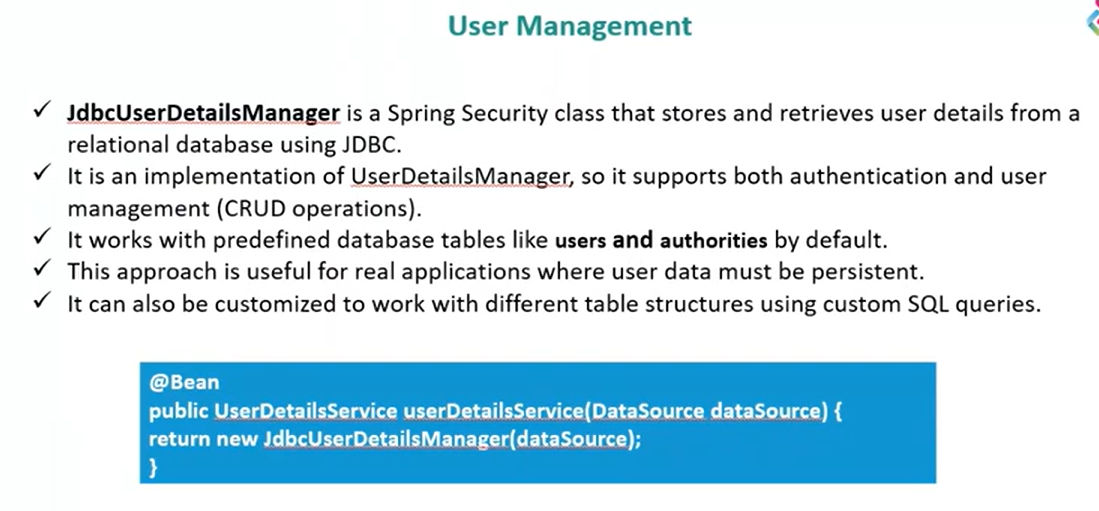 User Management
✓ JdbcUserDetailsManager is a Spring Security class that stores and retrieves user details from a
relational database using JDBC.
✓ It is an implementation of UserDetailsManager, so it supports both authentication and user
management (CRUD operations).
✓ It works with predefined database tables like users and authorities by default.
✓ This approach is useful for real applications where user data must be persistent.
✓ It can also be customized to work with different table structures using custom SQL queries.
@Bean
public UserDetailsService userDetailsService(DataSource dataSource) {
return new JdbcUserDetailsManager(dataSource);
}